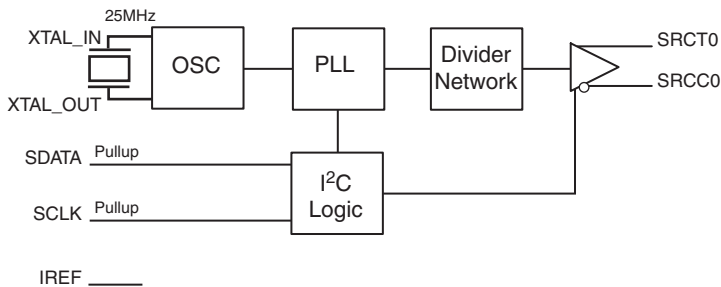 25MHz
XTAL_IN
OSC
PLL
Divider
Network
SRCT0
SRCC0
XTAL_OUT
SDATA Pullup
I²C
Logic
SCLK Pullup
IREF